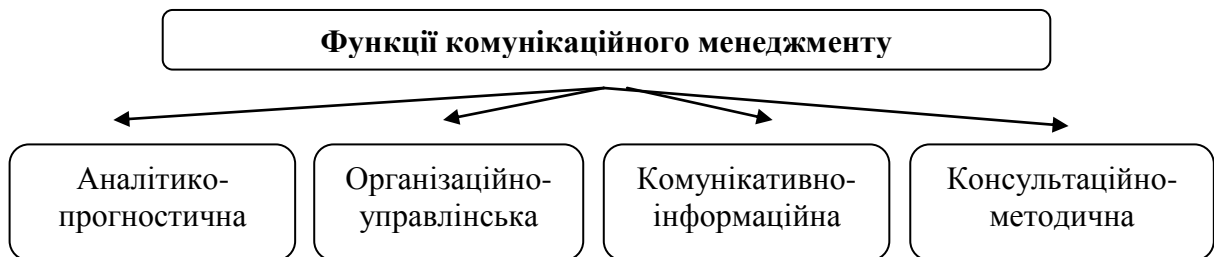 Функції комунікаційного менеджменту
Аналітико-
прогностична
Організаційно-
управлінська
Комунікативно-
інформаційна
Консультаційно-
методична